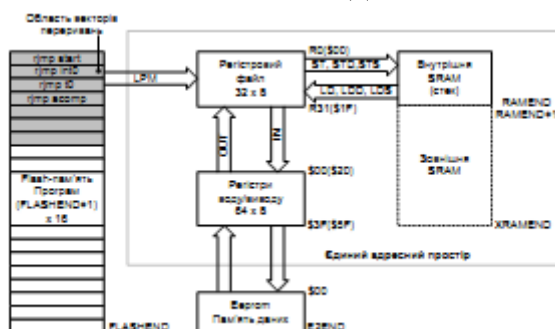 Область векторів
переривань
rjmp start
rjmp int0
rjmp t0
rjmp acomp
Flash-пам'ять
Програм
(FLASHEND+1)
x 16
FLASHEND
LPM
Регістровий
файл
32 x 8
R0($00)
ST, STD, STS
LD, LDD, LDS
R31($1F)
Внутрішня
SRAM
(стек)
RAMEND
RAMEND+1
Зовнішня
SRAM
XRAMEND
OUT
IN
Регістри
вводу/виводу
64 x 8
$00($20)
$3F($5F)
Единий адресний простір
$00
Eeprom
Пам'ять даних
E2END